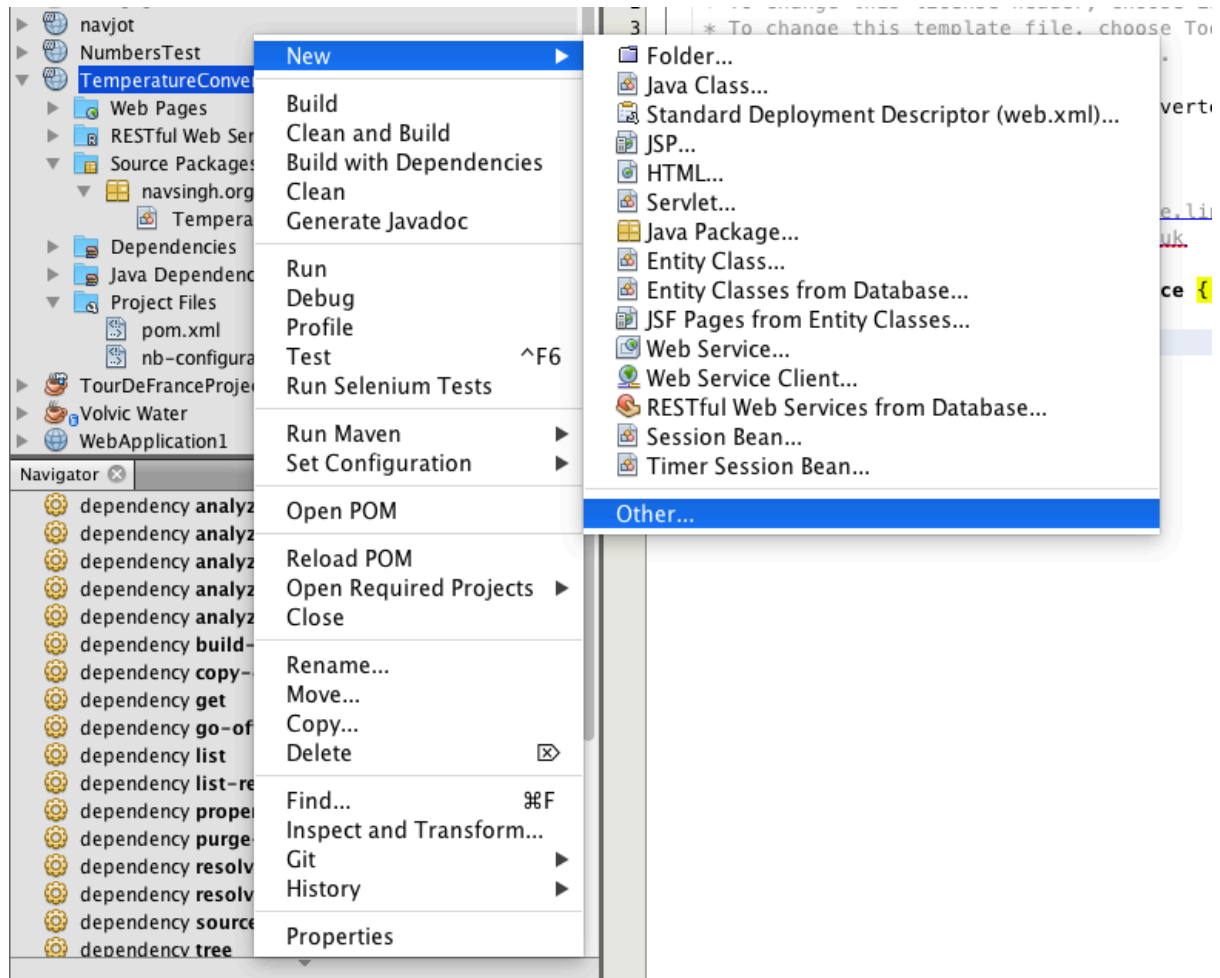 navjot
NumbersTest
TemperatureConver
Web Pages
RESTful Web Ser
Source Packages
navsingh.org
Tempera
Dependencies
Java Dependenc
Project Files
pom.xml
nb-configura
TourDeFranceProje
Volvic Water
WebApplication1
Navigator
dependency analyz
dependency analyz
dependency analyz
dependency analyz
dependency analyz
dependency build-
dependency copy-
dependency get
dependency go-of
dependency list
dependency list-re
dependency prope
dependency purge-
dependency resolv
dependency resolv
dependency source
dependency tree
New
Build
Clean and Build
Build with Dependencies
Clean
Generate Javadoc
Run
Debug
Profile
Test ^F6
Run Selenium Tests
Run Maven
Set Configuration
Open POM
Reload POM
Open Required Projects
Close
Rename...
Move...
Copy...
Delete
Find... ⌘F
Inspect and Transform...
Git
History
Properties
Folder...
Java Class...
Standard Deployment Descriptor (web.xml)...
JSP...
HTML...
Servlet...
Java Package...
Entity Class...
Entity Classes from Database...
JSF Pages from Entity Classes...
Web Service...
Web Service Client...
RESTful Web Services from Database...
Session Bean...
Timer Session Bean...
Other...
3 * To change this template file, choose Too
verte
e.lin
uk
ce {